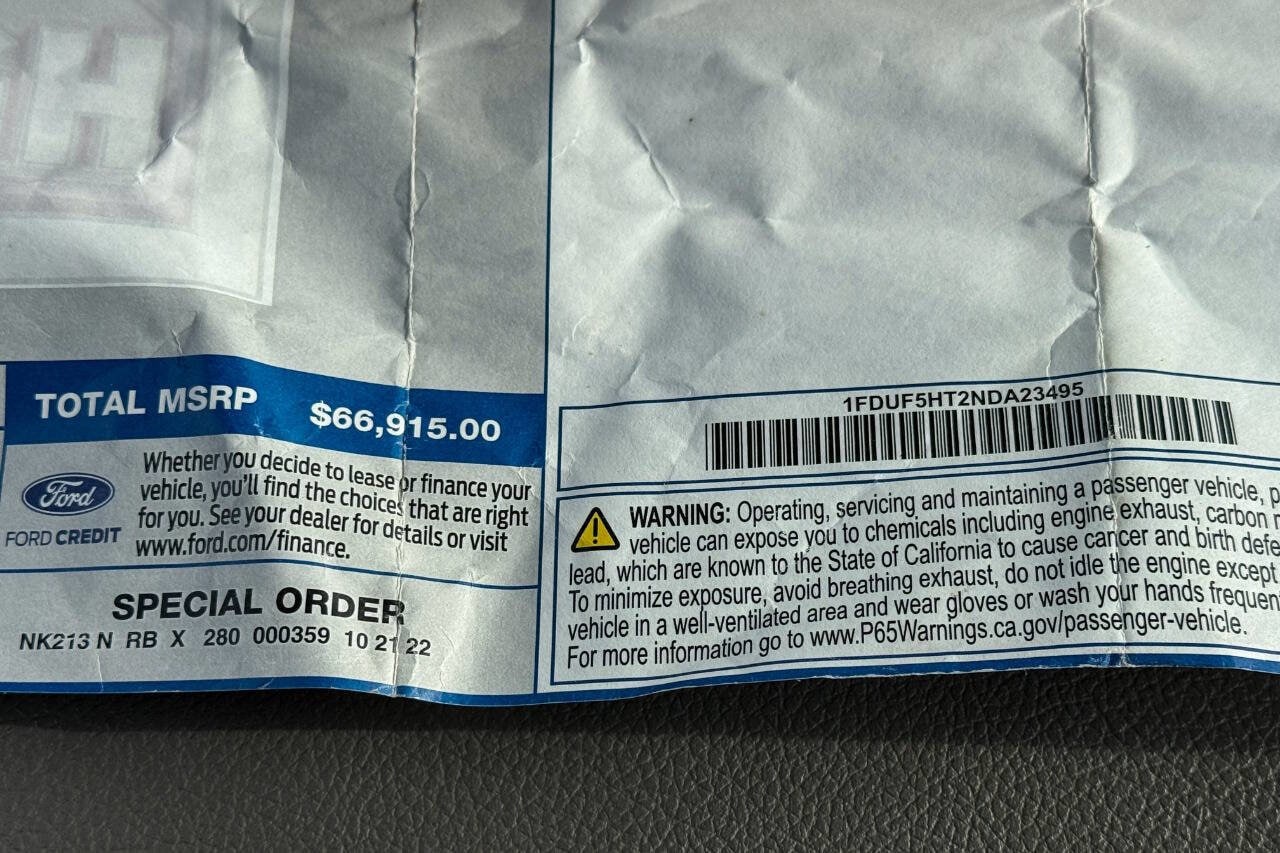 H
TOTAL MSRP $66,915.00
Ford
FORD CREDIT
Whether you decide to lease or finance your
vehicle, you'll find the choices that are right
for you. See your dealer for details or visit
www.ford.com/finance.
SPECIAL ORDER
NK213 N RB X 280 000359 10 21 22
1FDUF5HT2NDA23495
WARNING: Operating, servicing and maintaining a passenger vehicle, p
vehicle can expose you to chemicals including engine exhaust, carbon
lead, which are known to the State of California to cause cancer and birth defe
To minimize exposure, avoid breathing exhaust, do not idle the engine except
vehicle in a well-ventilated area and wear gloves or wash your hands frequen
For more information go to www.P65Warnings.ca.gov/passenger-vehicle.